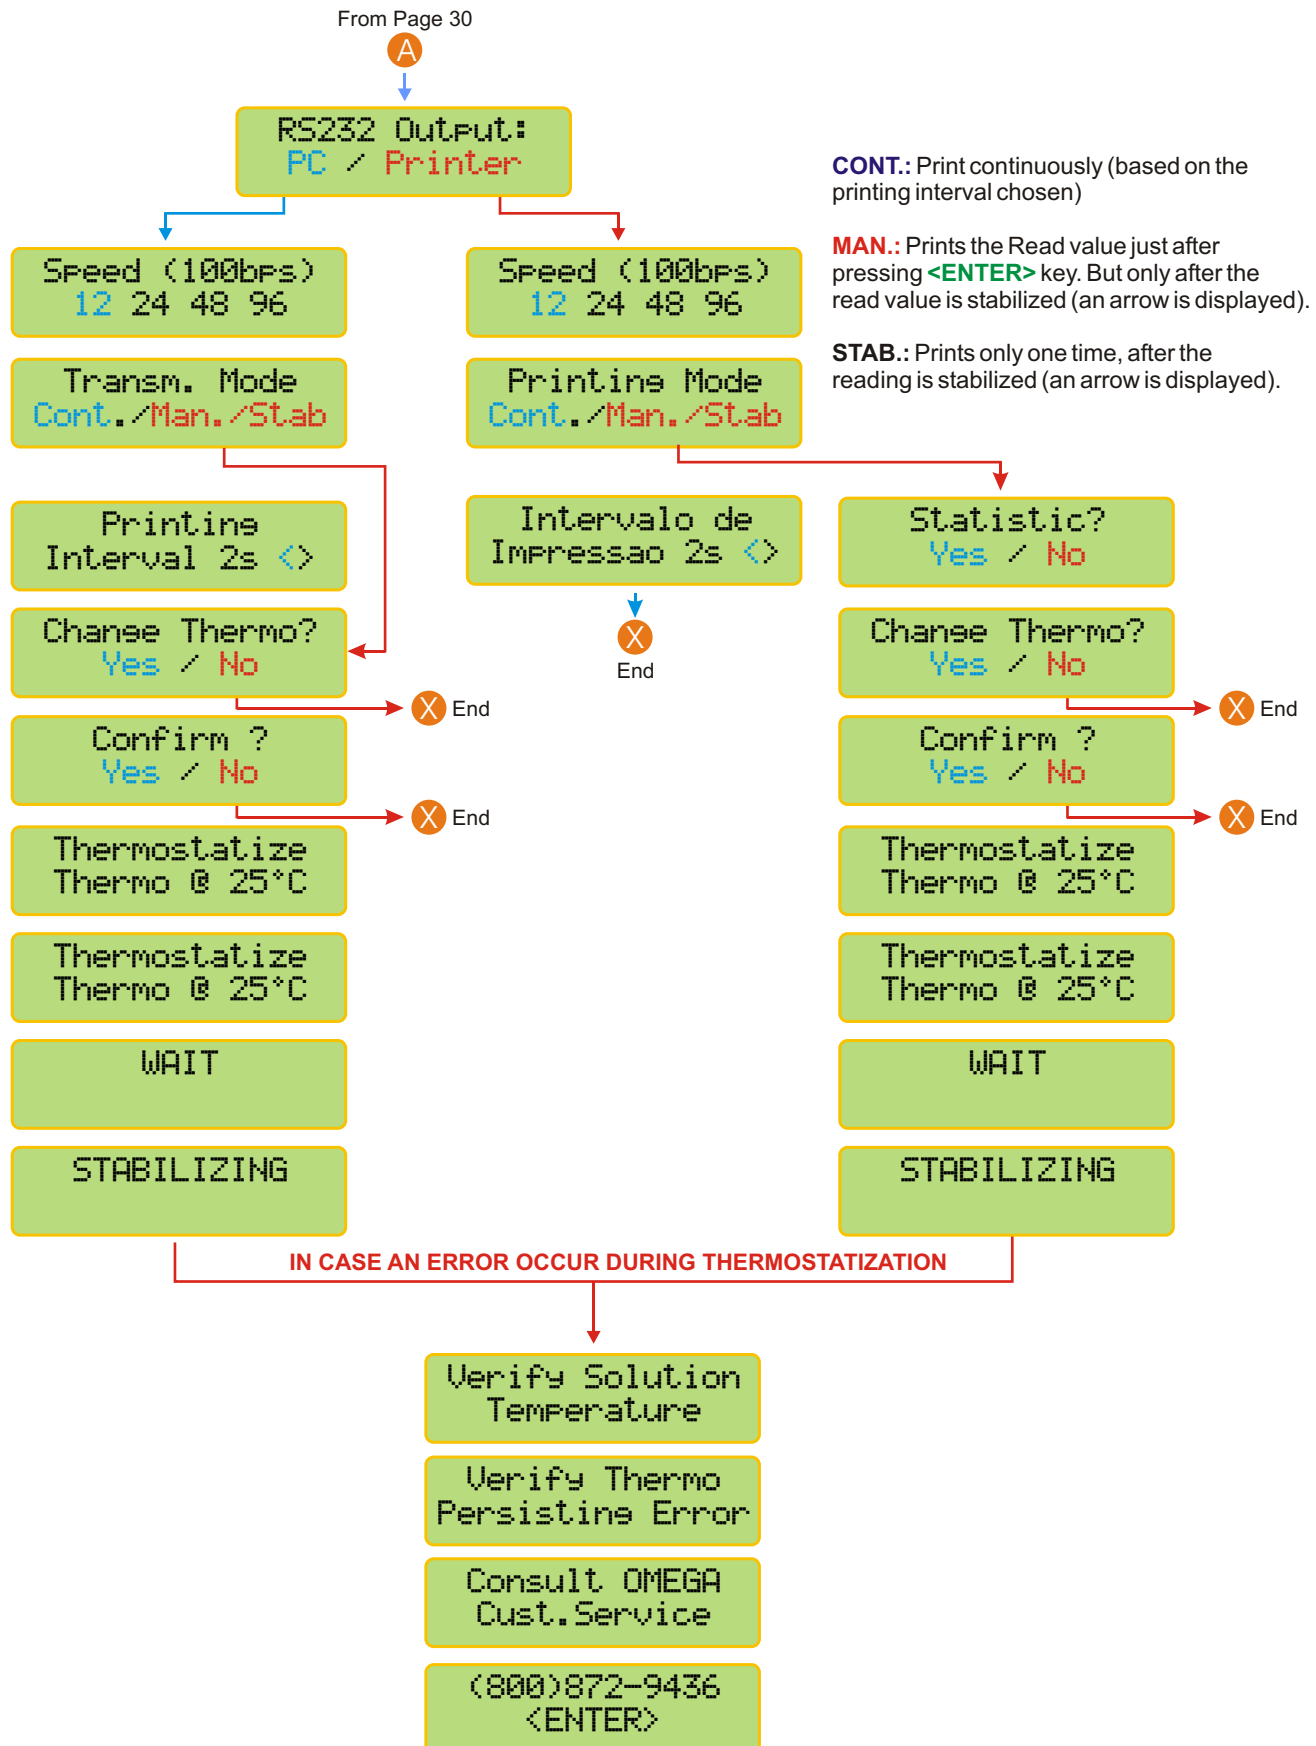 From Page 30
A
RS232 Output:
PC / Printer
CONT.: Print continuously (based on the
printing interval chosen)
MAN.: Prints the Read value just after
pressing <ENTER> key. But only after the
read value is stabilized (an arrow is displayed).
STAB.: Prints only one time, after the
reading is stabilized (an arrow is displayed).
Speed (100bps)
12 24 48 96
Transm. Mode
Cont./Man./Stab
Printing
Interval 2s <>
Change Thermo?
Yes / No
X End
Confirm ?
Yes / No
X End
Thermostatize
Thermo @ 25°C
Thermostatize
Thermo @ 25°C
WAIT
STABILIZING
Speed (100bps)
12 24 48 96
Printing Mode
Cont./Man./Stab
Intervalo de
Impressao 2s <>
X
End
Statistic?
Yes / No
Change Thermo?
Yes / No
X End
Confirm ?
Yes / No
X End
Thermostatize
Thermo @ 25°C
Thermostatize
Thermo @ 25°C
WAIT
STABILIZING
IN CASE AN ERROR OCCUR DURING THERMOSTATIZATION
Verify Solution
Temperature
Verify Thermo
Persisting Error
Consult OMEGA
Cust.Service
(800)872-9436
<ENTER>